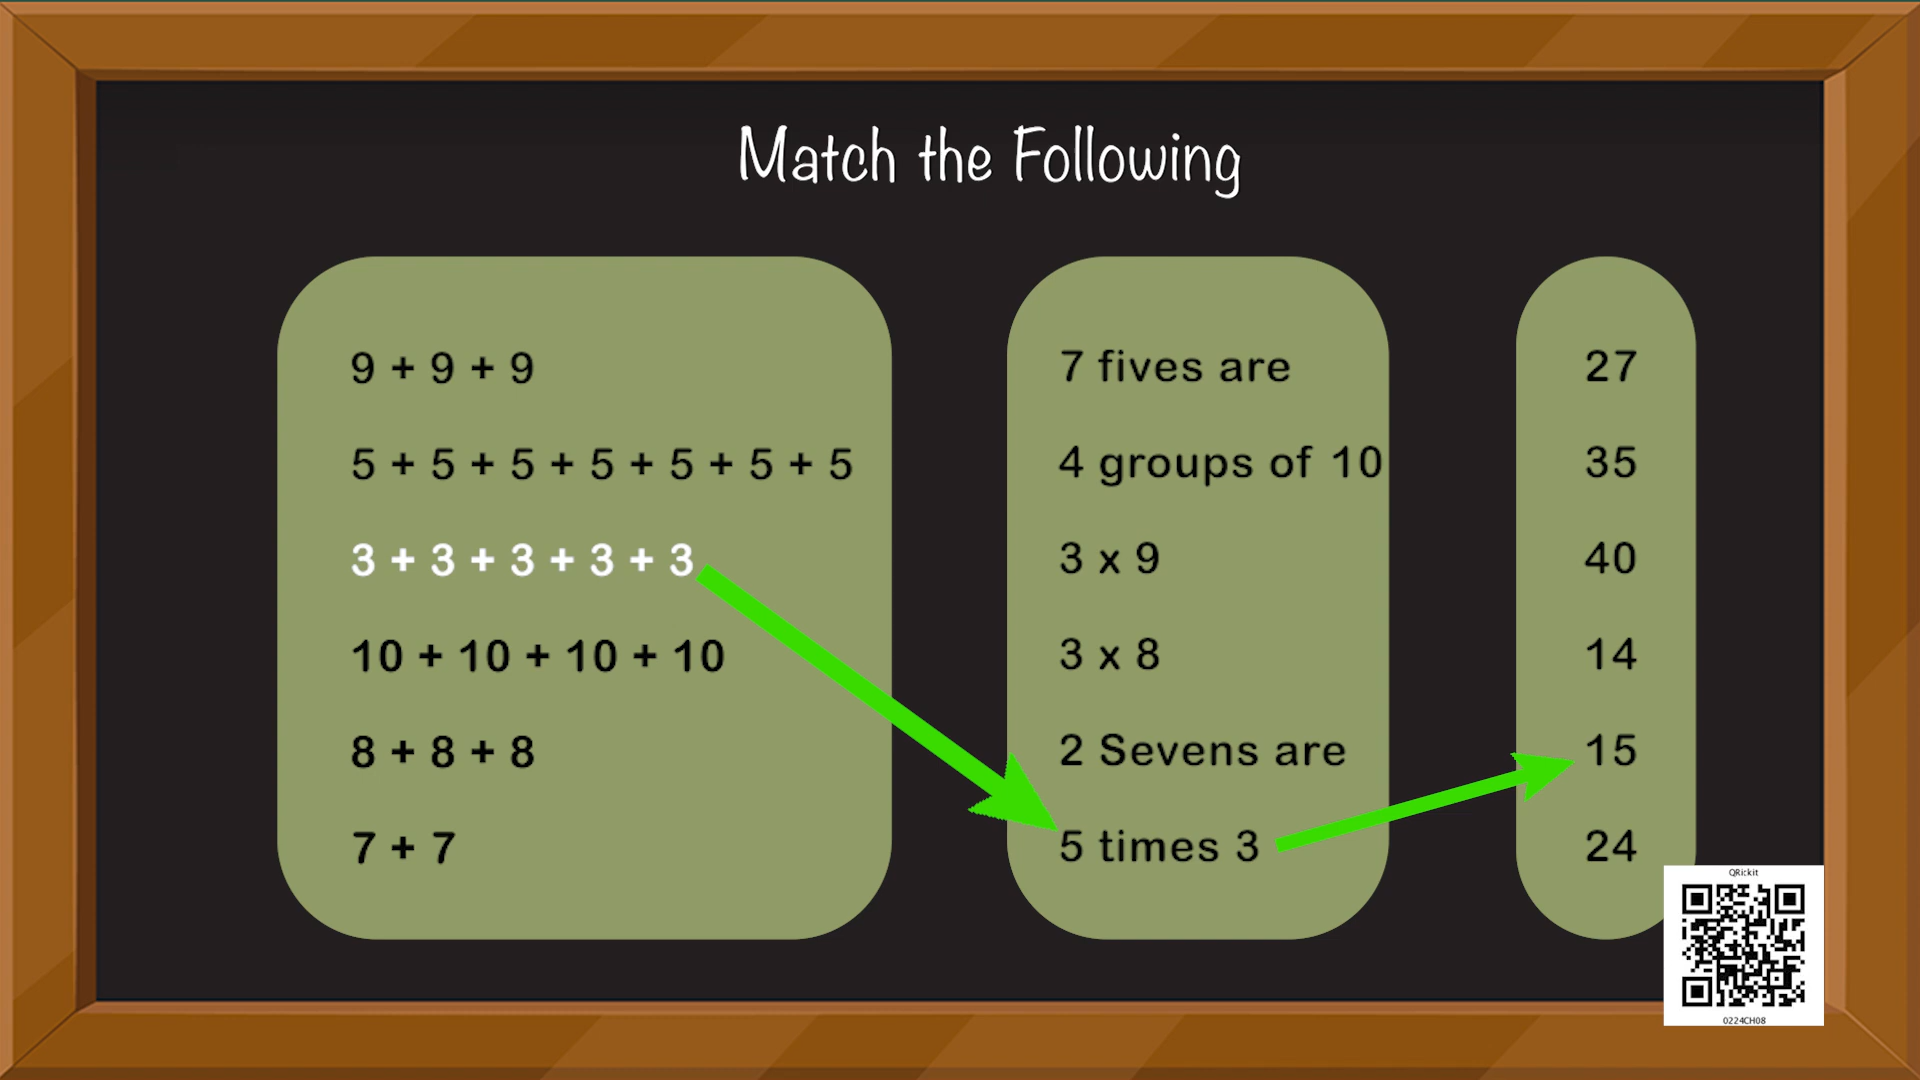 Match the Following
9 + 9 + 9
5 + 5 + 5 + 5 + 5 + 5 + 5
3 + 3 + 3 + 3 + 3
10 + 10 + 10 + 10
8 + 8 + 8
7 + 7
7 fives are
4 groups of 10
3 x 9
3 x 8
2 Sevens are
5 times 3
27
35
40
14
15
24
QRickit
0224CH08